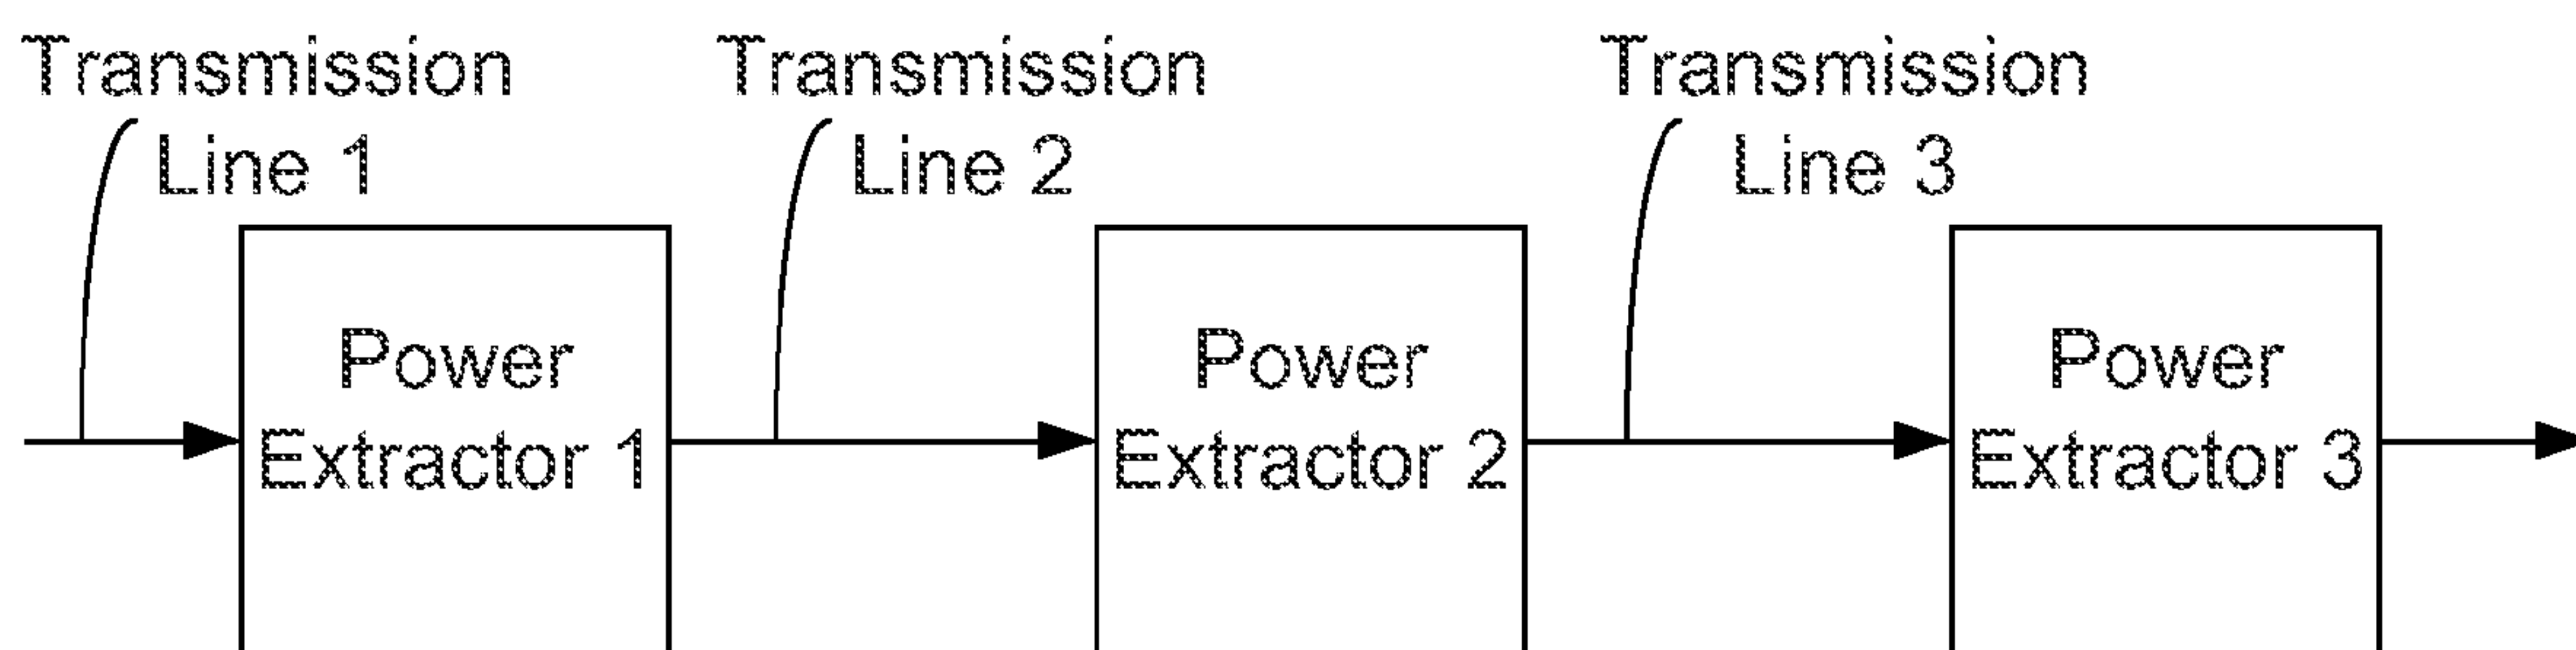 Transmission
Line 1
Transmission
Line 2
Transmission
Line 3
Power
Extractor 1
Power
Extractor 2
Power
Extractor 3